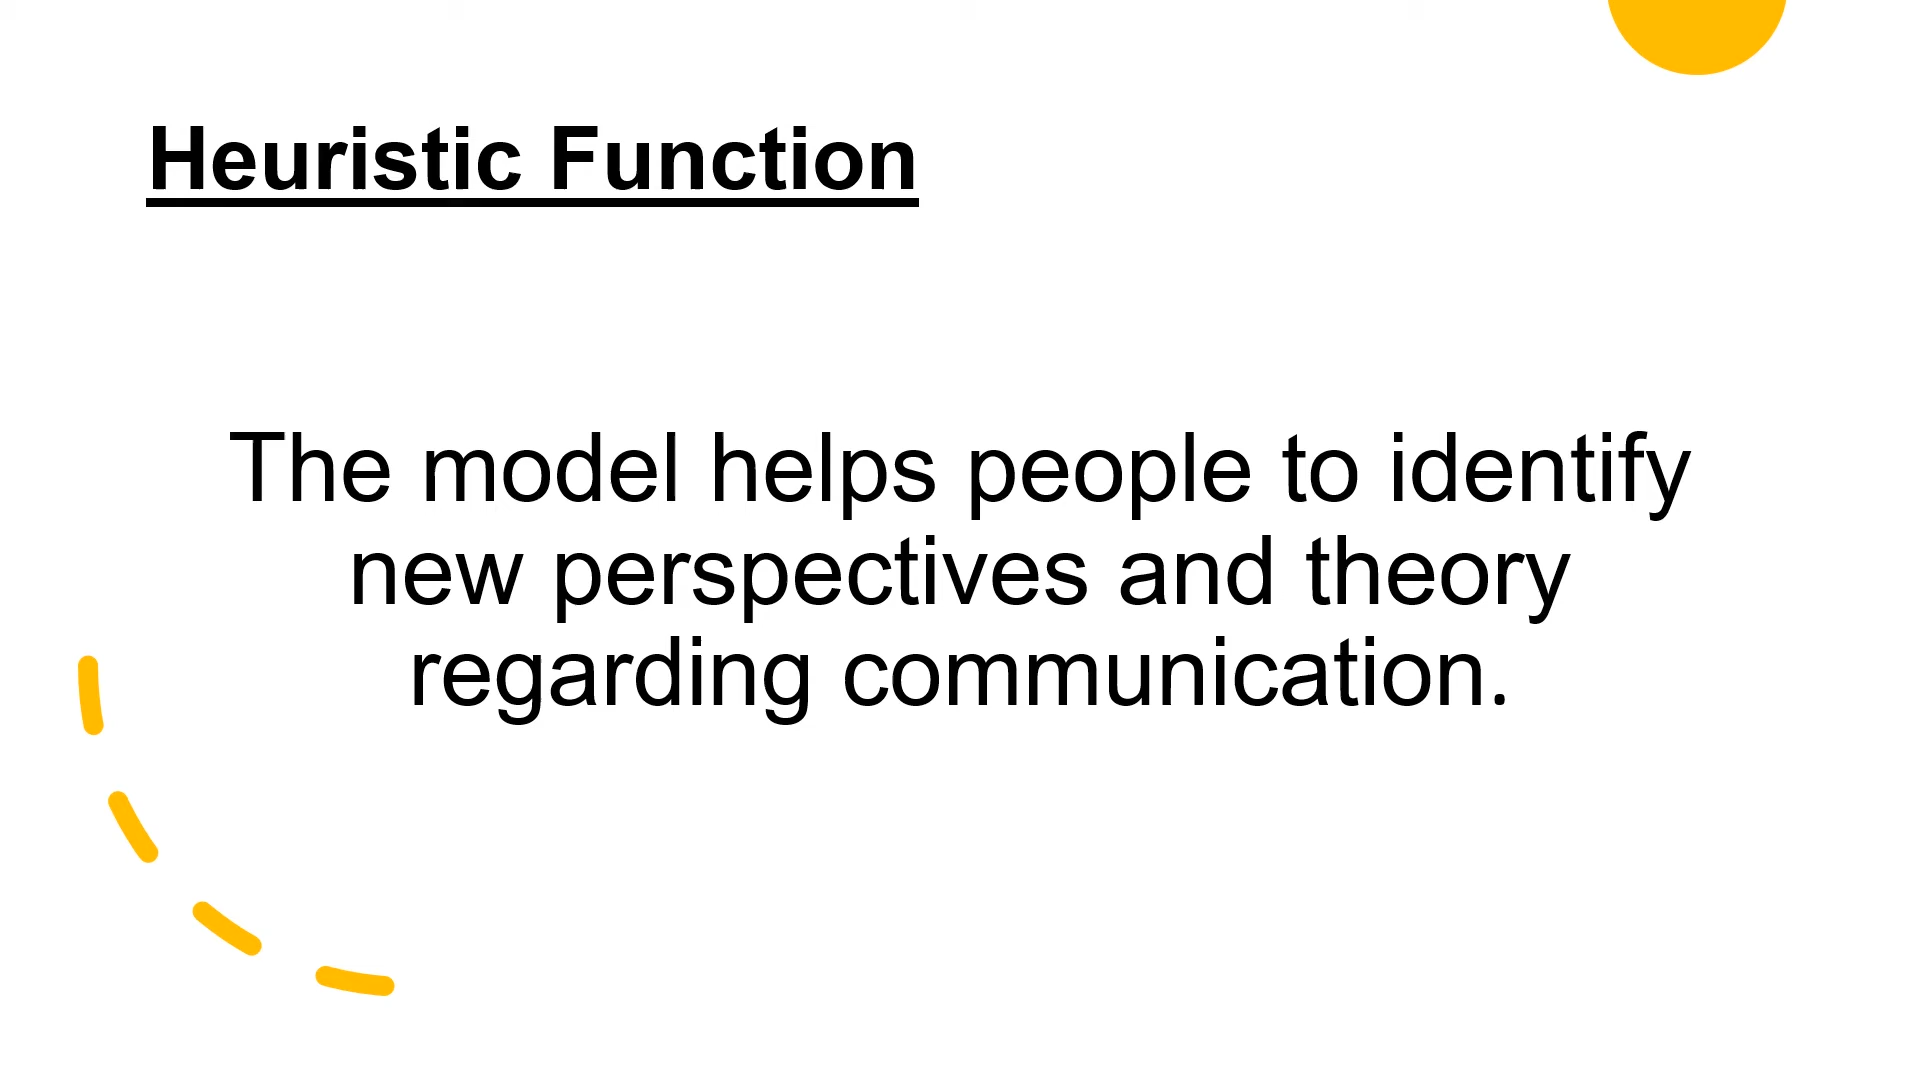 Heuristic Function
The model helps people to identify
new perspectives and theory
regarding communication.